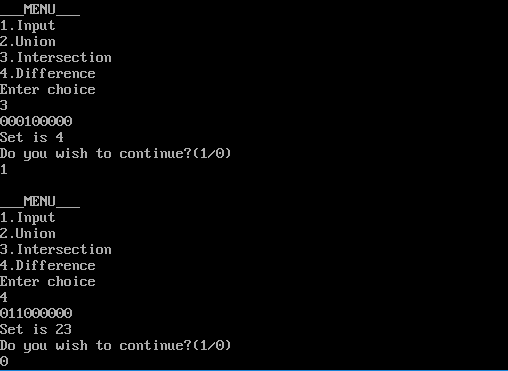 ___MENU___
1.Input
2.Union
3.Intersection
4.Difference
Enter choice
3
000100000
Set is 4
Do you wish to continue?(1/0)
1
___MENU___
1.Input
2.Union
3.Intersection
4.Difference
Enter choice
4
011000000
Set is 23
Do you wish to continue?(1/0)
0